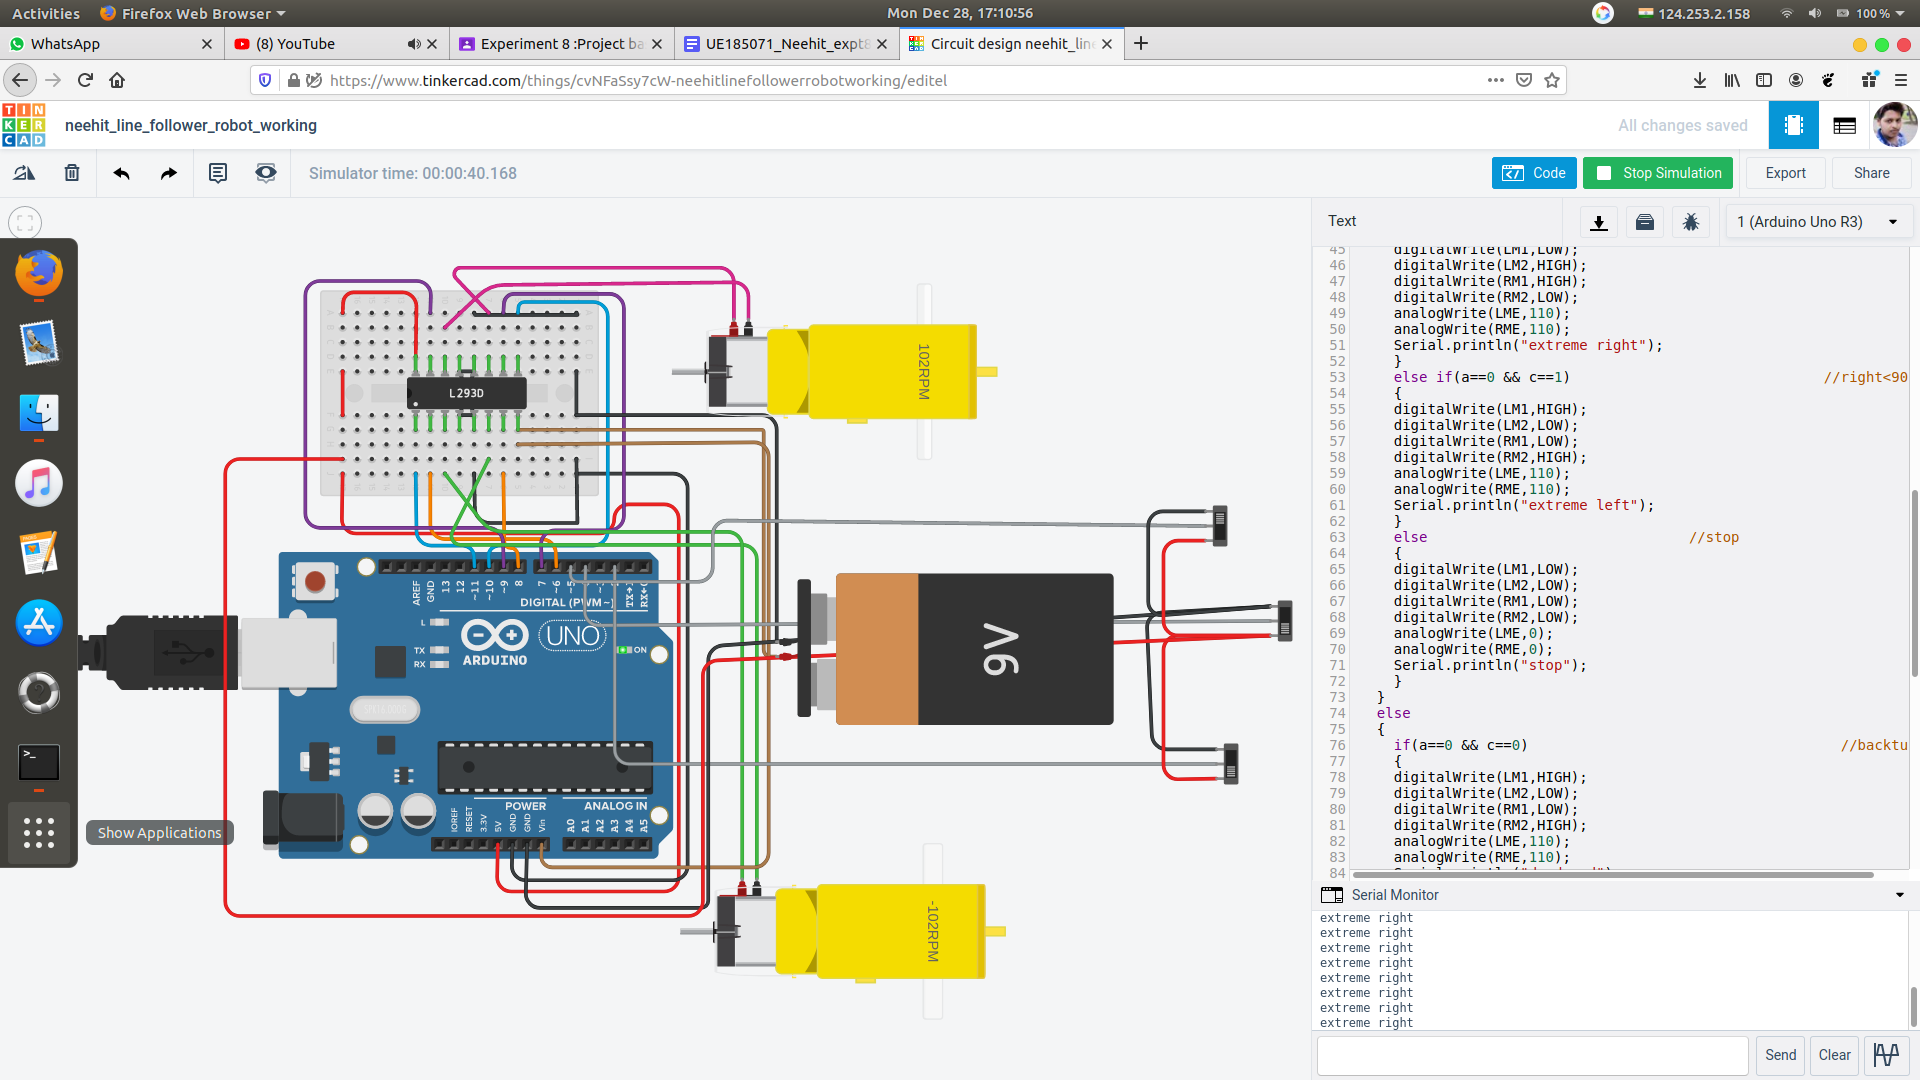 Activities
Firefox Web Browser
Mon Dec 28, 17:10:56
124.253.2.158
100 %
WhatsApp
(8) YouTube
Experiment 8 :Project ba
UE185071_Neehit_expt8
Circuit design neehit_line
https://www.tinkercad.com/things/cvNFaSsy7cW-neehitlinefollowerrobotworking/editel
TIN
KER
CAD
neehit_line_follower_robot_working
All changes saved
Simulator time: 00:00:40.168
Code
Stop Simulation
Export
Share
Text
1 (Arduino Uno R3)
45 digitalWrite(LM1,LOW);
46 digitalWrite(LM2,HIGH);
47 digitalWrite(RM1,HIGH);
48 digitalWrite(RM2,LOW);
49 analogWrite(LME,110);
50 analogWrite(RME,110);
51 Serial.println("extreme right");
52 }
53 else if(a==0 && c==1) //right<90
54 {
55 digitalWrite(LM1,HIGH);
56 digitalWrite(LM2,LOW);
57 digitalWrite(RM1,LOW);
58 digitalWrite(RM2,HIGH);
59 analogWrite(LME,110);
60 analogWrite(RME,110);
61 Serial.println("extreme left");
62 }
63 else //stop
64 {
65 digitalWrite(LM1,LOW);
66 digitalWrite(LM2,LOW);
67 digitalWrite(RM1,LOW);
68 digitalWrite(RM2,LOW);
69 analogWrite(LME,0);
70 analogWrite(RME,0);
71 Serial.println("stop");
72 }
73 }
74 else
75 {
76 if(a==0 && c==0) //backtu
77 {
78 digitalWrite(LM1,HIGH);
79 digitalWrite(LM2,LOW);
80 digitalWrite(RM1,LOW);
81 digitalWrite(RM2,HIGH);
82 analogWrite(LME,110);
83 analogWrite(RME,110);
84
Serial Monitor
extreme right
extreme right
extreme right
extreme right
extreme right
extreme right
extreme right
extreme right
Send
Clear
Show Applications
L293D
102RPM
9V
-102RPM
AREF
GND
13
12
~11
~10
~9
8
7
~6
~5
TX→1
RX←0
DIGITAL (PWM~)
L
TX
RX
ARDUINO
UNO
ON
POWER
ANALOG IN
IOREF
RESET
3.3V
5V
GND
GND
Vin
A0
A1
A2
A3
A4
A5